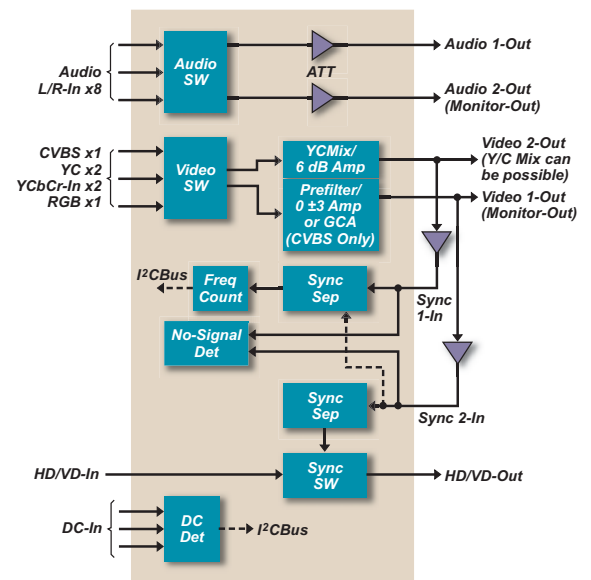 Audio
L/R-In x8
Audio
SW
ATT
Audio 1-Out
Audio 2-Out
(Monitor-Out)
CVBS x1
YC x2
YCbCr-In x2
RGB x1
Video
SW
YCMix/
6 dB Amp
Prefilter/
0 ±3 Amp
or GCA
(CVBS Only)
Video 2-Out
(Y/C Mix can
be possible)
Video 1-Out
(Monitor-Out)
I²CBus
Freq
Count
Sync
Sep
Sync
1-In
No-Signal
Det
Sync
Sep
Sync 2-In
HD/VD-In
Sync
SW
HD/VD-Out
DC-In
DC
Det
I²CBus